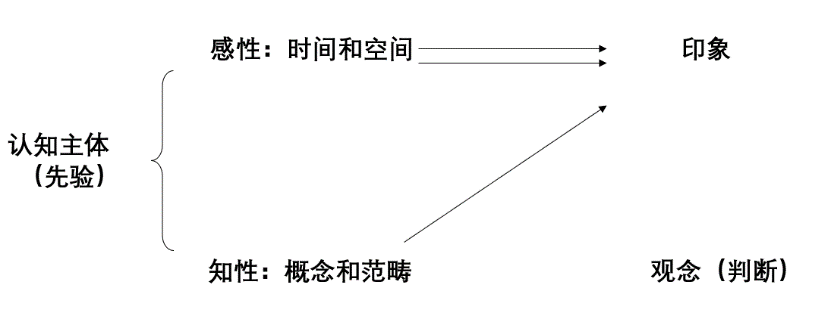 感性：时间和空间
印象
认知主体
（先验）
知性：概念和范畴
观念（判断）